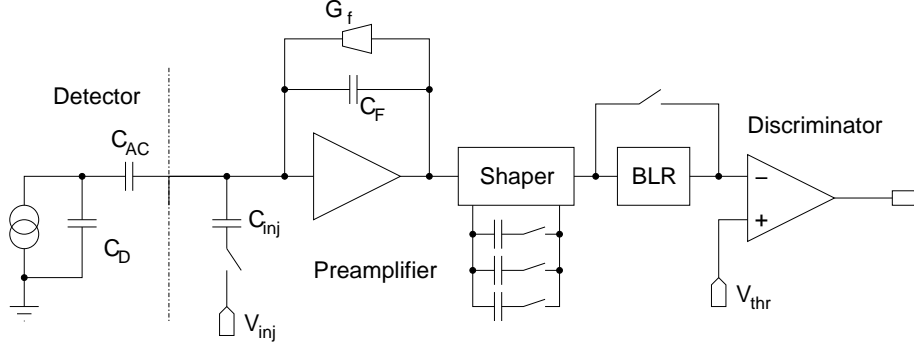 G_f
C_F
Detector
C_AC
Discriminator
Shaper
BLR
−
+
C_inj
C_D
Preamplifier
V_inj
V_thr